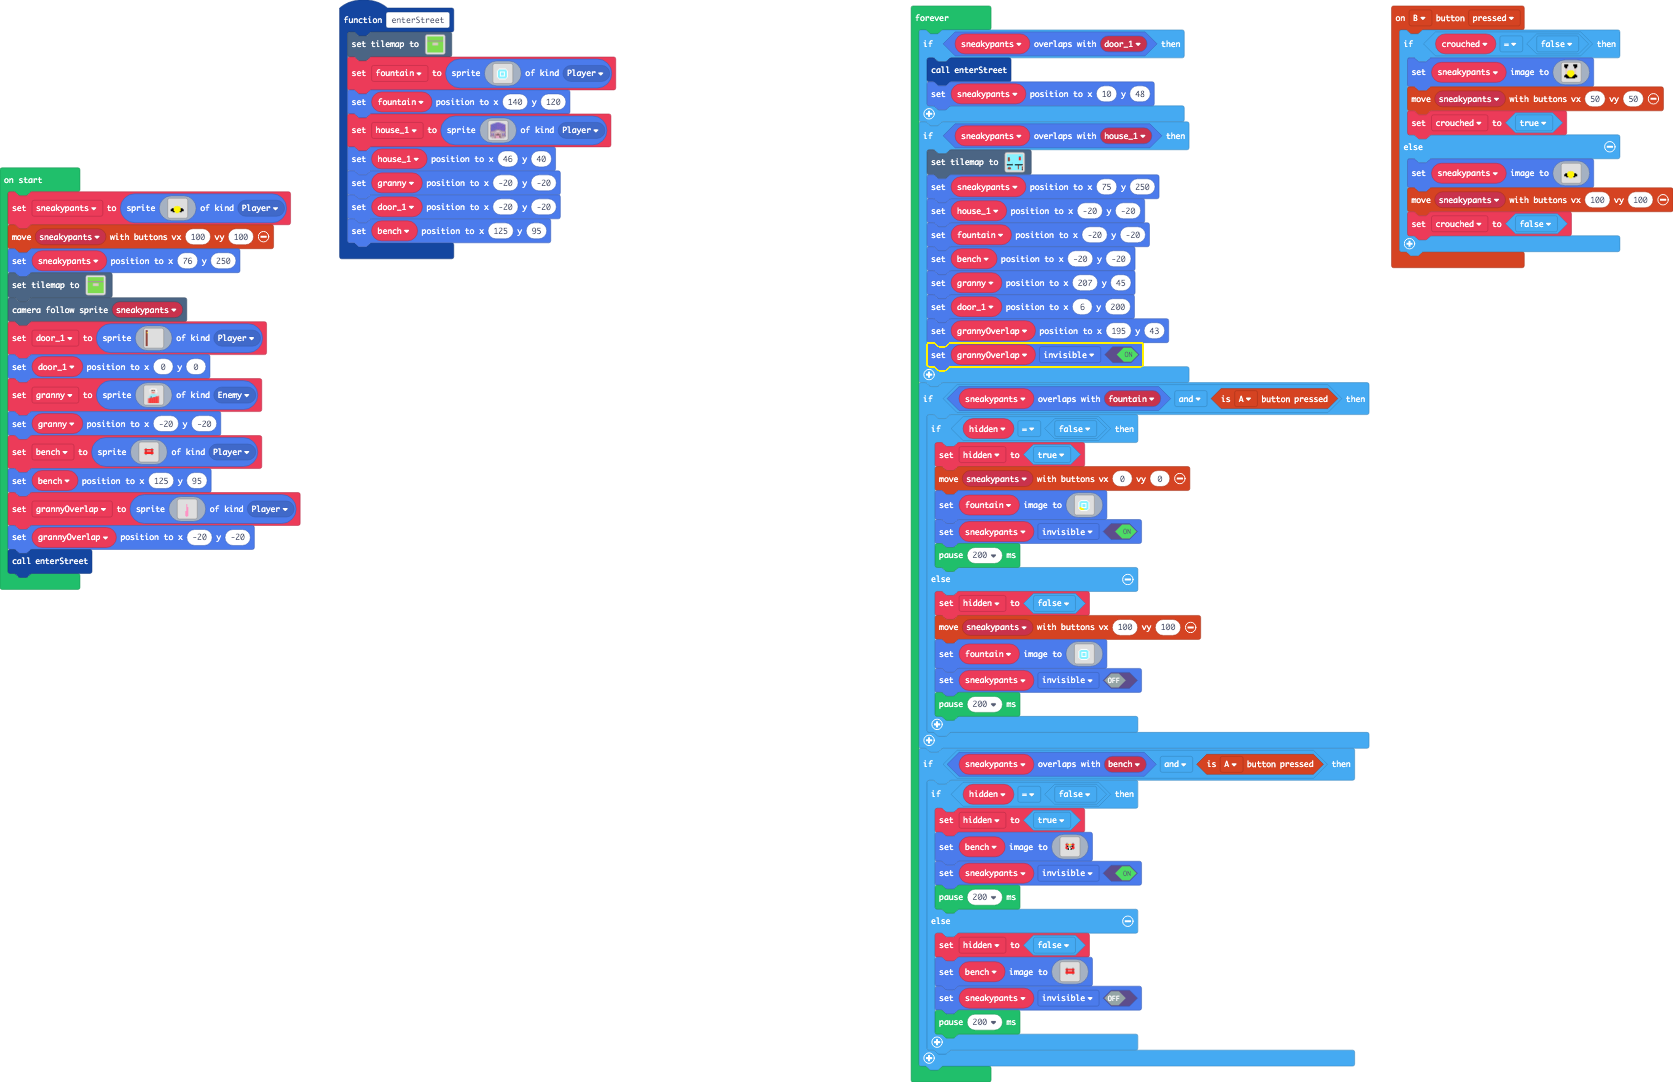 on start
set sneakypants to sprite of kind Player
move sneakypants with buttons vx 100 vy 100
set sneakypants position to x 76 y 250
set tilemap to
camera follow sprite sneakypants
set door_1 to sprite of kind Player
set door_1 position to x 0 y 0
set granny to sprite of kind Enemy
set granny position to x -20 y -20
set bench to sprite of kind Player
set bench position to x 125 y 95
set grannyOverlap to sprite of kind Player
set grannyOverlap position to x -20 y -20
call enterStreet
function enterStreet
set tilemap to
set fountain to sprite of kind Player
set fountain position to x 140 y 120
set house_1 to sprite of kind Player
set house_1 position to x 46 y 40
set granny position to x -20 y -20
set door_1 position to x -20 y -20
set bench position to x 125 y 95
forever
if sneakypants overlaps with door_1 then
call enterStreet
set sneakypants position to x 10 y 48
if sneakypants overlaps with house_1 then
set tilemap to
set sneakypants position to x 75 y 250
set house_1 position to x -20 y -20
set fountain position to x -20 y -20
set bench position to x -20 y -20
set granny position to x 207 y 45
set door_1 position to x 6 y 200
set grannyOverlap position to x 195 y 43
set grannyOverlap invisible ON
if sneakypants overlaps with fountain and is A button pressed then
if hidden = false then
set hidden to true
move sneakypants with buttons vx 0 vy 0
set fountain image to
set sneakypants invisible ON
pause 200 ms
else
set hidden to false
move sneakypants with buttons vx 100 vy 100
set fountain image to
set sneakypants invisible OFF
pause 200 ms
if sneakypants overlaps with bench and is A button pressed then
if hidden = false then
set hidden to true
set bench image to
set sneakypants invisible ON
pause 200 ms
else
set hidden to false
set bench image to
set sneakypants invisible OFF
pause 200 ms
on B button pressed
if crouched = false then
set sneakypants image to
move sneakypants with buttons vx 50 vy 50
set crouched to true
else
set sneakypants image to
move sneakypants with buttons vx 100 vy 100
set crouched to false